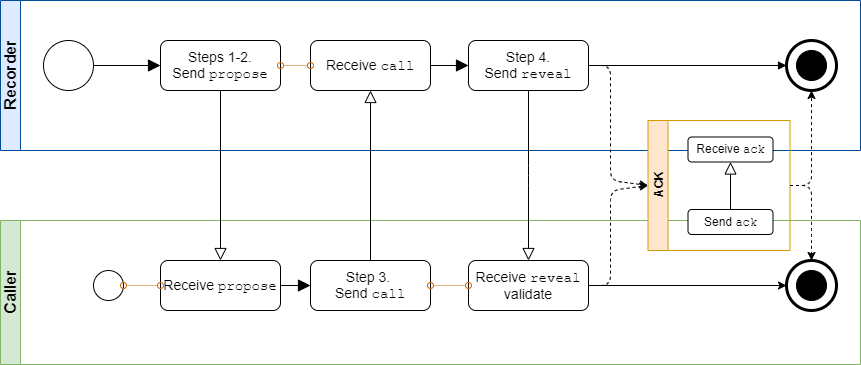 Recorder
Steps 1-2.
Send propose
Receive call
Step 4.
Send reveal
ACK
Receive ack
Send ack
Caller
Receive propose
Step 3.
Send call
Receive reveal
validate